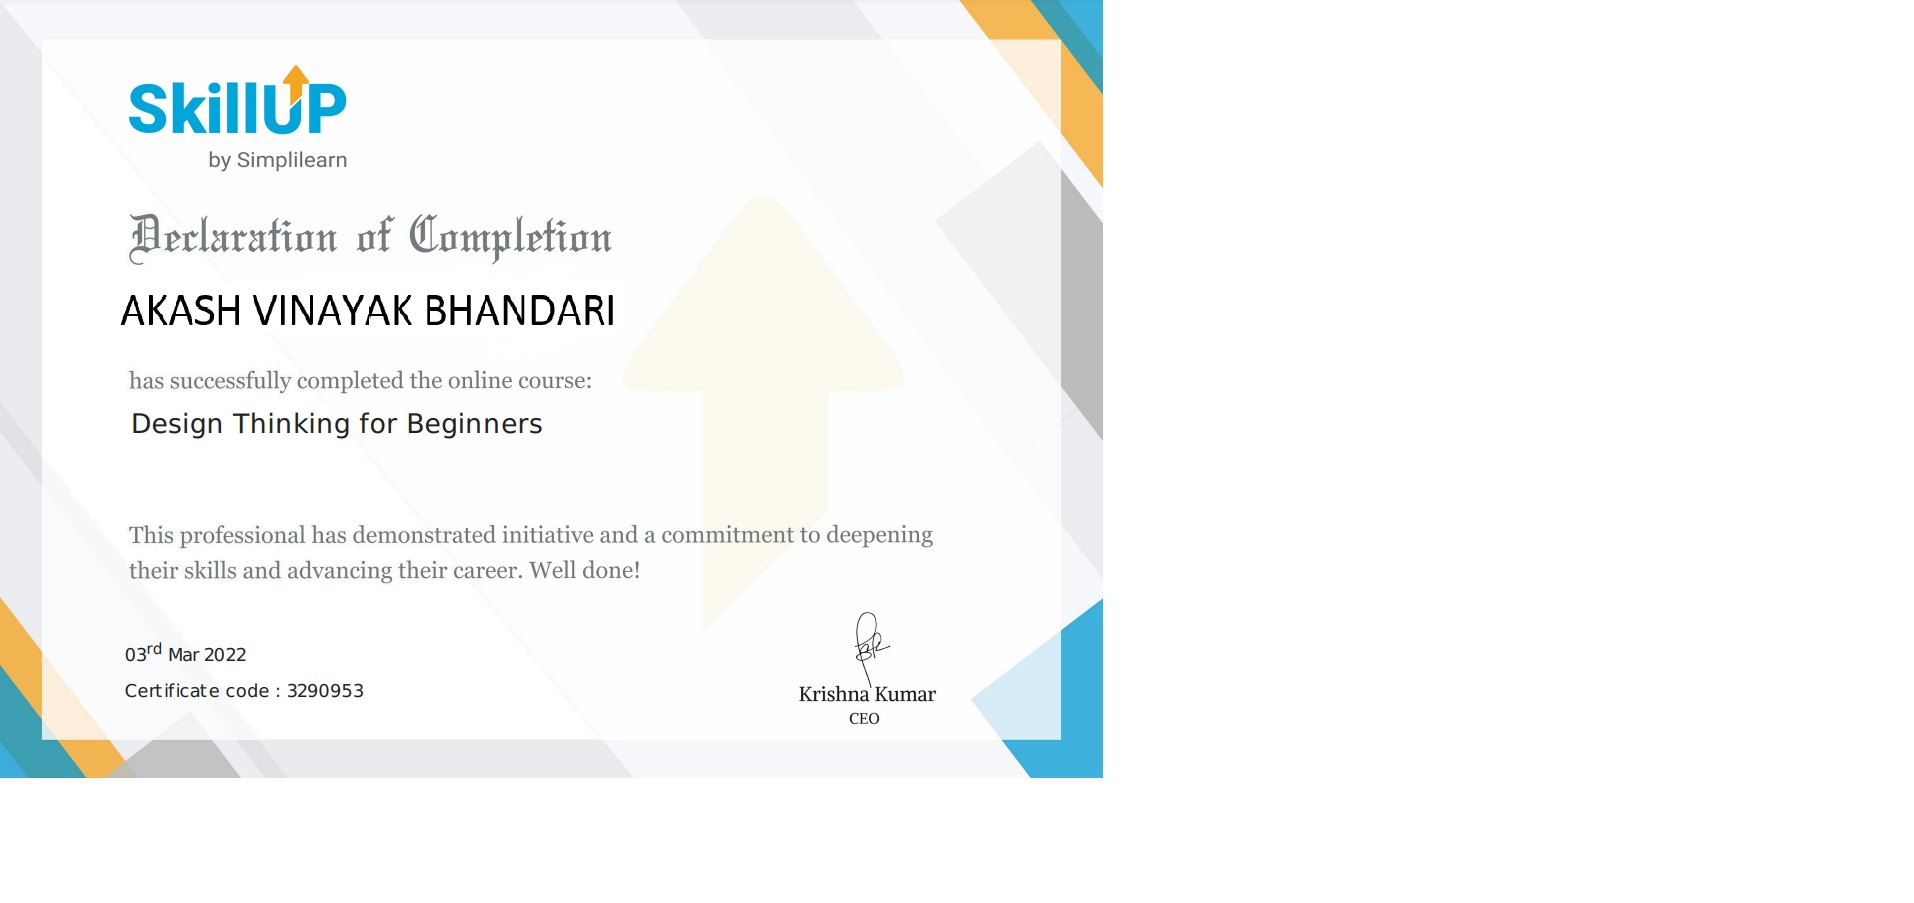 SkillUP
by Simplilearn
Declaration of Completion
AKASH VINAYAK BHANDARI
has successfully completed the online course:
Design Thinking for Beginners
This professional has demonstrated initiative and a commitment to deepening
their skills and advancing their career. Well done!
03rd Mar 2022
Certificate code : 3290953
Krishna Kumar
CEO